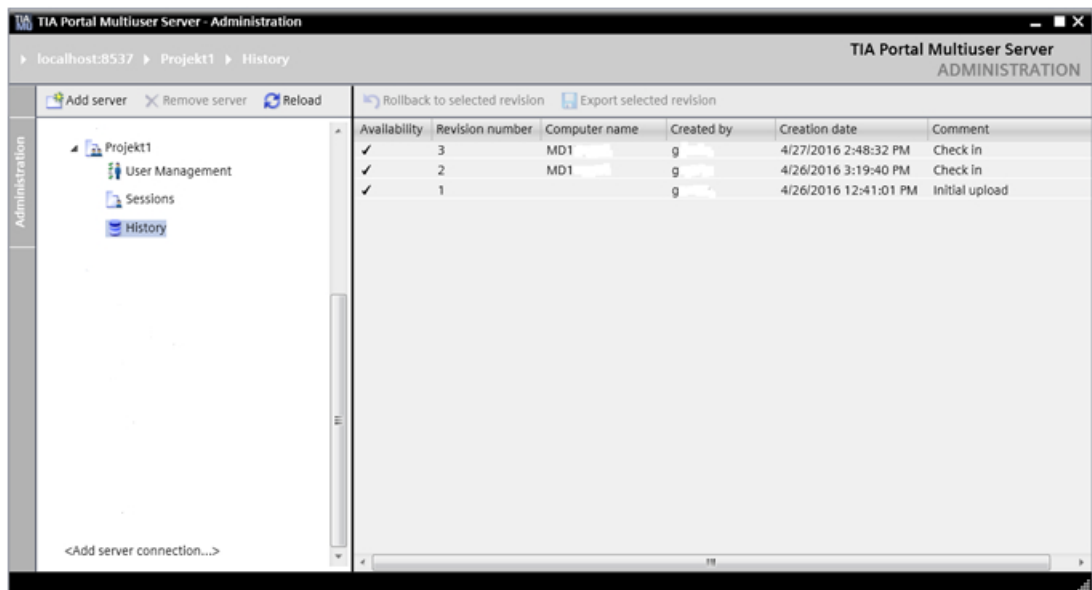 TIA Portal Multiuser Server - Administration
localhost:8537 Projekt1 History
TIA Portal Multiuser Server
ADMINISTRATION
Add server Remove server Reload
Rollback to selected revision Export selected revision
Administration
Projekt1
User Management
Sessions
History
<Add server connection...>
Availability Revision number Computer name Created by Creation date Comment
✓ 3 MD1 g 4/27/2016 2:48:32 PM Check in
✓ 2 MD1 g 4/26/2016 3:19:40 PM Check in
✓ 1 g 4/26/2016 12:41:01 PM Initial upload